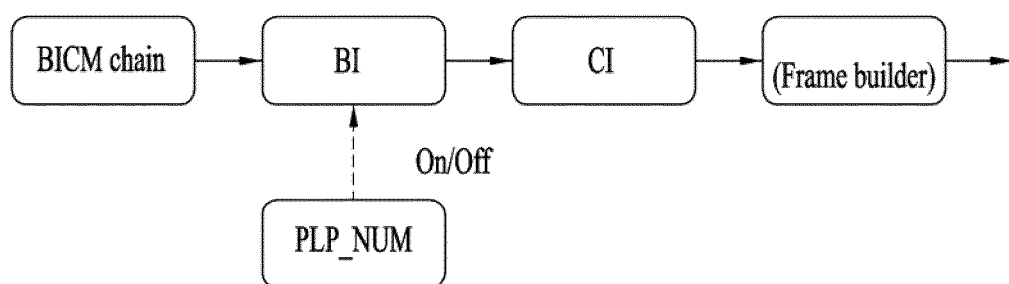 BICM chain
BI
CI
(Frame builder)
On/Off
PLP_NUM